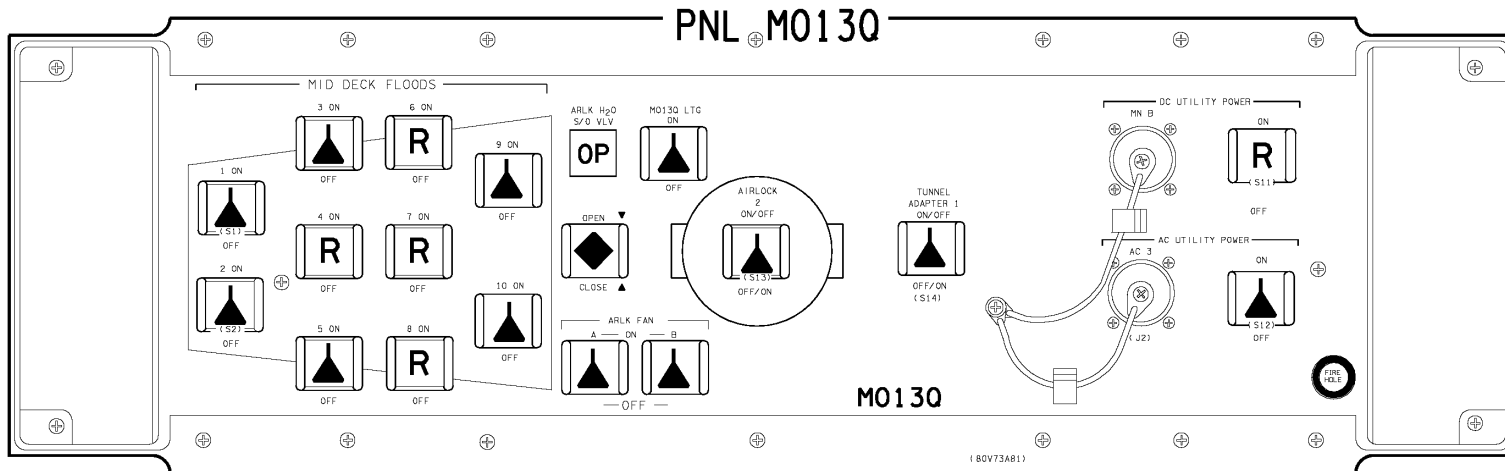 PNL MO13Q
MID DECK FLOODS
3 ON
OFF
6 ON
R
OFF
9 ON
OFF
1 ON
(S1)
OFF
4 ON
R
OFF
7 ON
R
OFF
2 ON
(S2)
OFF
10 ON
OFF
5 ON
OFF
8 ON
R
OFF
ARLK H2O
S/O VLV
OP
MO13Q LTG
ON
OFF
OPEN
CLOSE
ARLK FAN
A — ON — B
— OFF —
AIRLOCK
2
ON/OFF
(S13)
OFF/ON
TUNNEL
ADAPTER 1
ON/OFF
OFF/ON
(S14)
DC UTILITY POWER
MN B
ON
R
(S11)
OFF
AC UTILITY POWER
AC 3
(J2)
ON
(S12)
OFF
FIRE
HOLE
MO13Q
(80V73A81)